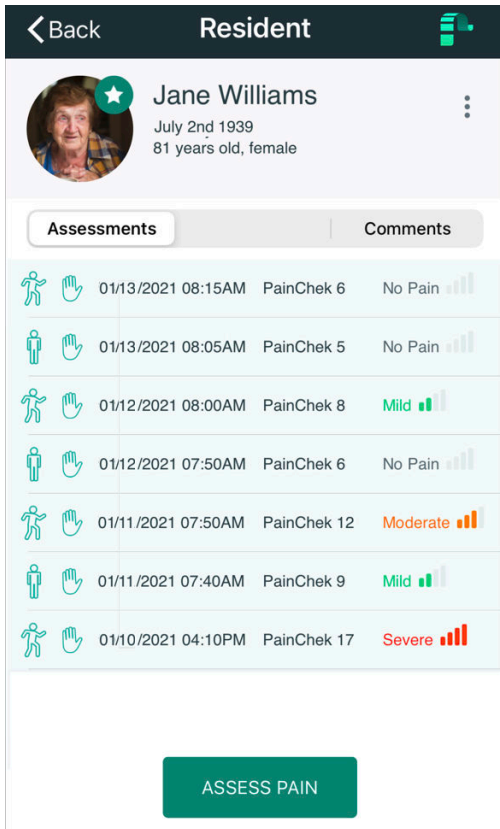 Back Resident
Jane Williams
July 2nd 1939
81 years old, female
Assessments Comments
01/13/2021 08:15AM PainChek 6 No Pain
01/13/2021 08:05AM PainChek 5 No Pain
01/12/2021 08:00AM PainChek 8 Mild
01/12/2021 07:50AM PainChek 6 No Pain
01/11/2021 07:50AM PainChek 12 Moderate
01/11/2021 07:40AM PainChek 9 Mild
01/10/2021 04:10PM PainChek 17 Severe
ASSESS PAIN